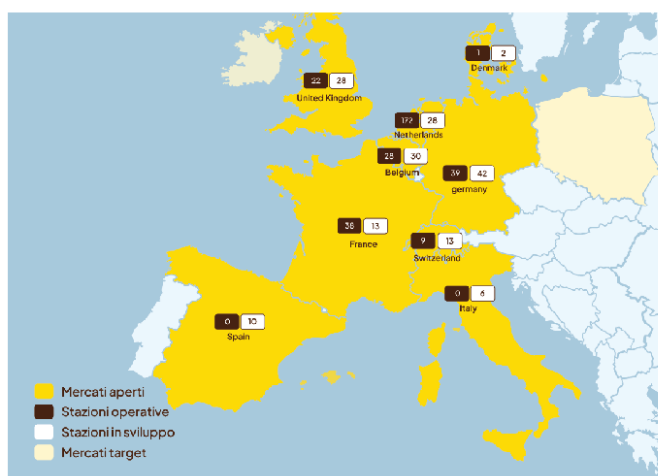 1 2
Denmark
22 28
United Kingdom
172 28
Netherlands
28 30
Belgium
39 42
germany
36 13
France
9 13
Switzerland
0 6
Italy
0 10
Spain
Mercati aperti
Stazioni operative
Stazioni in sviluppo
Mercati target